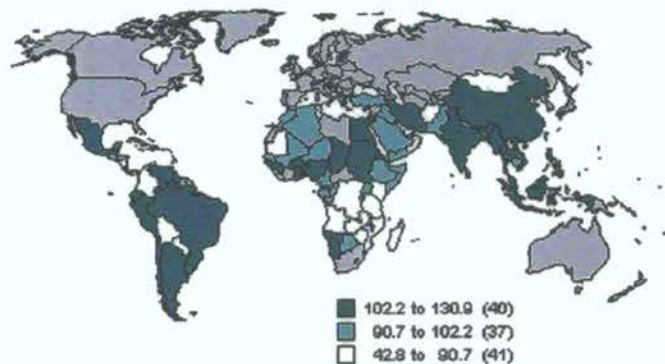 102.2 to 130.9 (40)
90.7 to 102.2 (37)
42.8 to 90.7 (41)